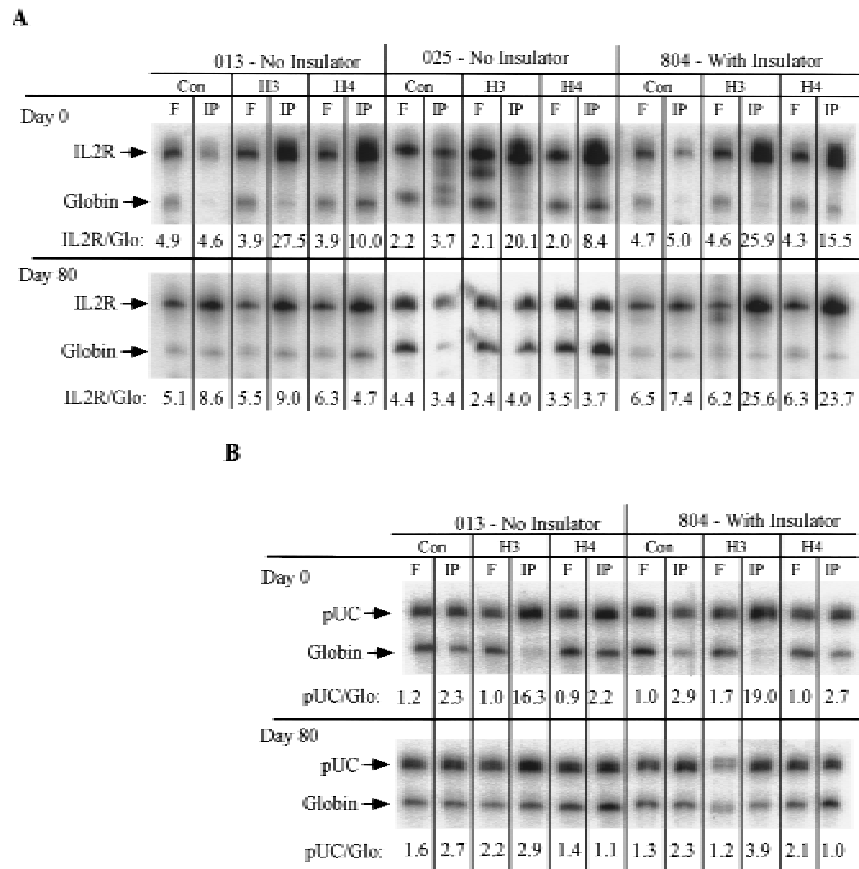 A
013 - No Insulator 025 - No Insulator 804 - With Insulator
Con H3 H4 Con H3 H4 Con H3 H4
F IP F IP F IP F IP F IP F IP F IP F IP F IP
Day 0
IL2R
Globin
IL2R/Glo: 4.9 4.6 3.9 27.5 3.9 10.0 2.2 3.7 2.1 20.1 2.0 8.4 4.7 5.0 4.6 25.9 4.3 15.5
Day 80
IL2R
Globin
IL2R/Glo: 5.1 8.6 5.5 9.0 6.3 4.7 4.4 3.4 2.4 4.0 3.5 3.7 6.5 7.4 6.2 25.6 6.3 23.7
B
013 - No Insulator 804 - With Insulator
Con H3 H4 Con H3 H4
F IP F IP F IP F IP F IP F IP
Day 0
pUC
Globin
pUC/Glo: 1.2 2.3 1.0 16.3 0.9 2.2 1.0 2.9 1.7 19.0 1.0 2.7
Day 80
pUC
Globin
pUC/Glo: 1.6 2.7 2.2 2.9 1.4 1.1 1.3 2.3 1.2 3.9 2.1 1.0